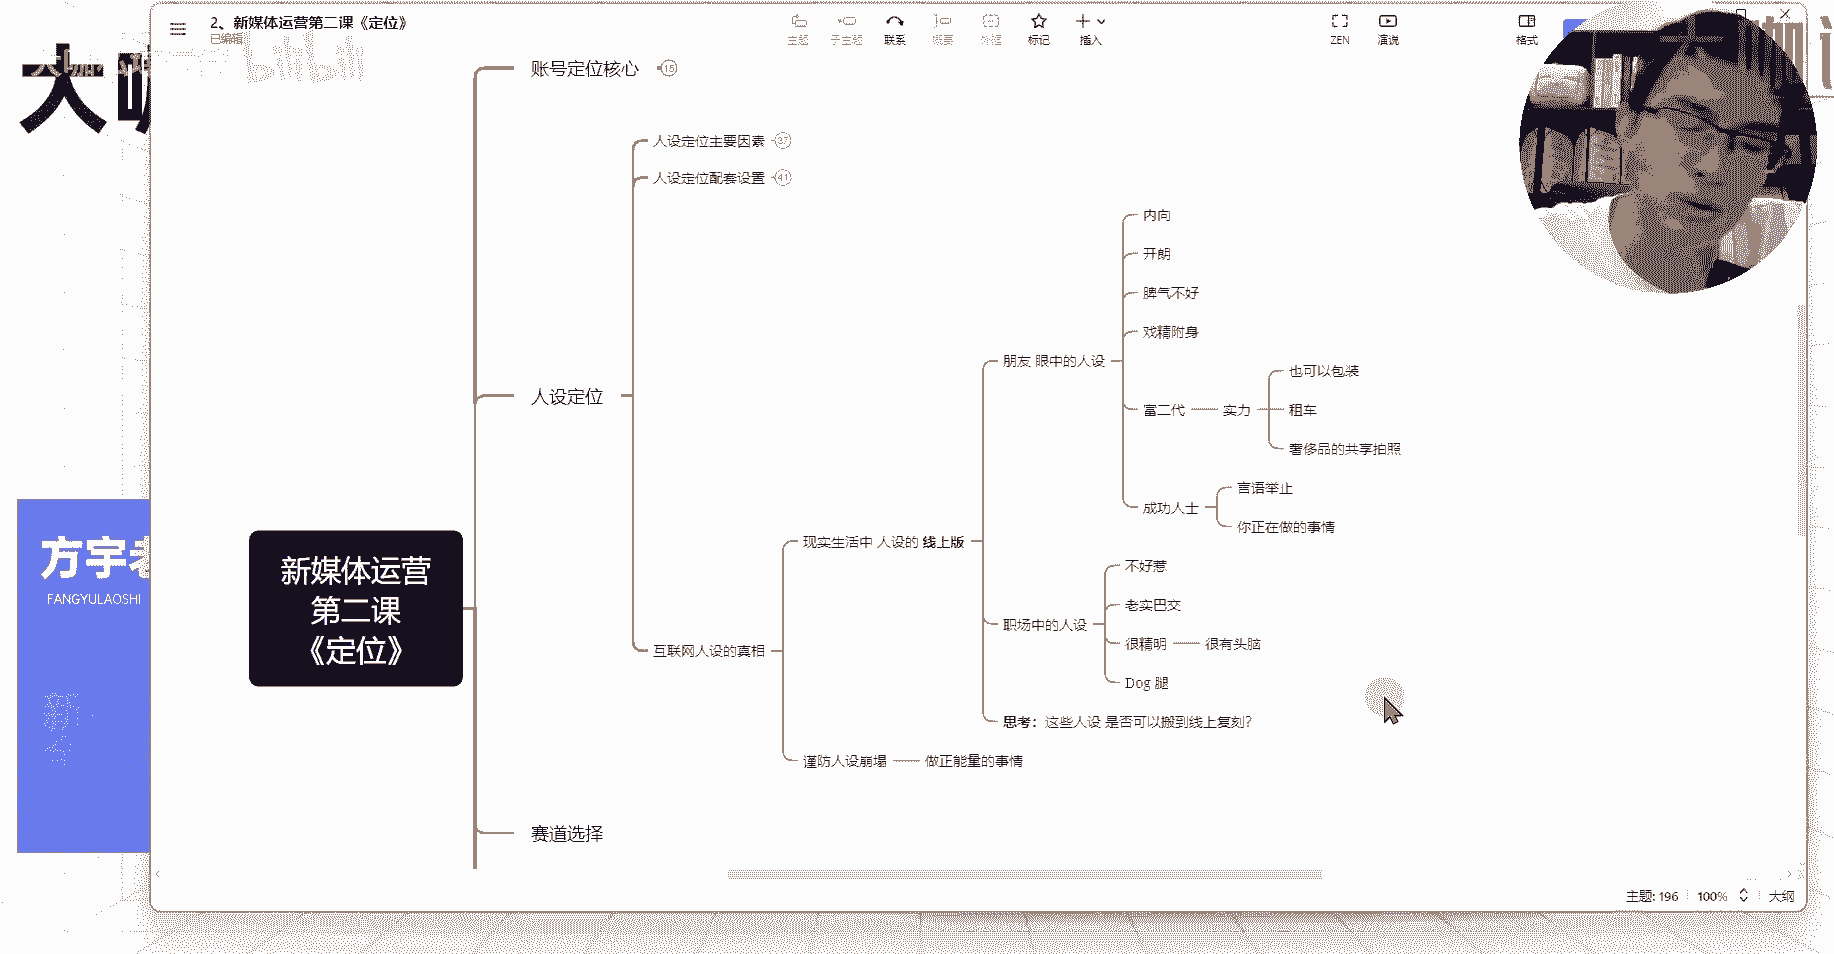 2、新媒体运营第二课《定位》
已编辑
主题
子主题
联系
概要
外框
标记
插入
ZEN
演说
格式
bilibili
大咖
账号定位核心
15
人设定位主要因素
37
人设定位配套设置
41
内向
开朗
脾气不好
戏精附身
朋友 眼中的人设
也可以包装
人设定位
富二代
实力
租车
奢侈品的共享拍照
言语举止
成功人士
你正在做的事情
方宇老
现实生活中 人设的 线上版
不好惹
新媒体运营
第二课
《定位》
FANGYULAOSHI
老实巴交
职场中的人设
很精明
很有头脑
互联网人设的真相
Dog 腿
思考：这些人设 是否可以搬到线上复刻？
谨防人设崩塌
做正能量的事情
赛道选择
主题: 196
100%
大纲